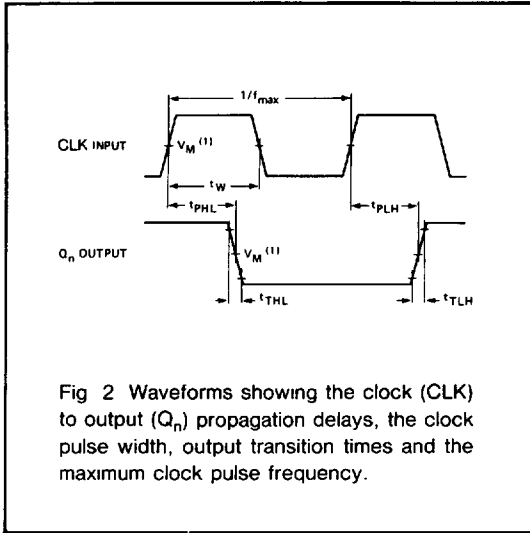 1/fmax
CLK INPUT
VM (1)
tW
tPHL
tPLH
Qn OUTPUT
VM (1)
tTHL
tTLH
Fig 2 Waveforms showing the clock (CLK)
to output (Qn) propagation delays, the clock
pulse width, output transition times and the
maximum clock pulse frequency.